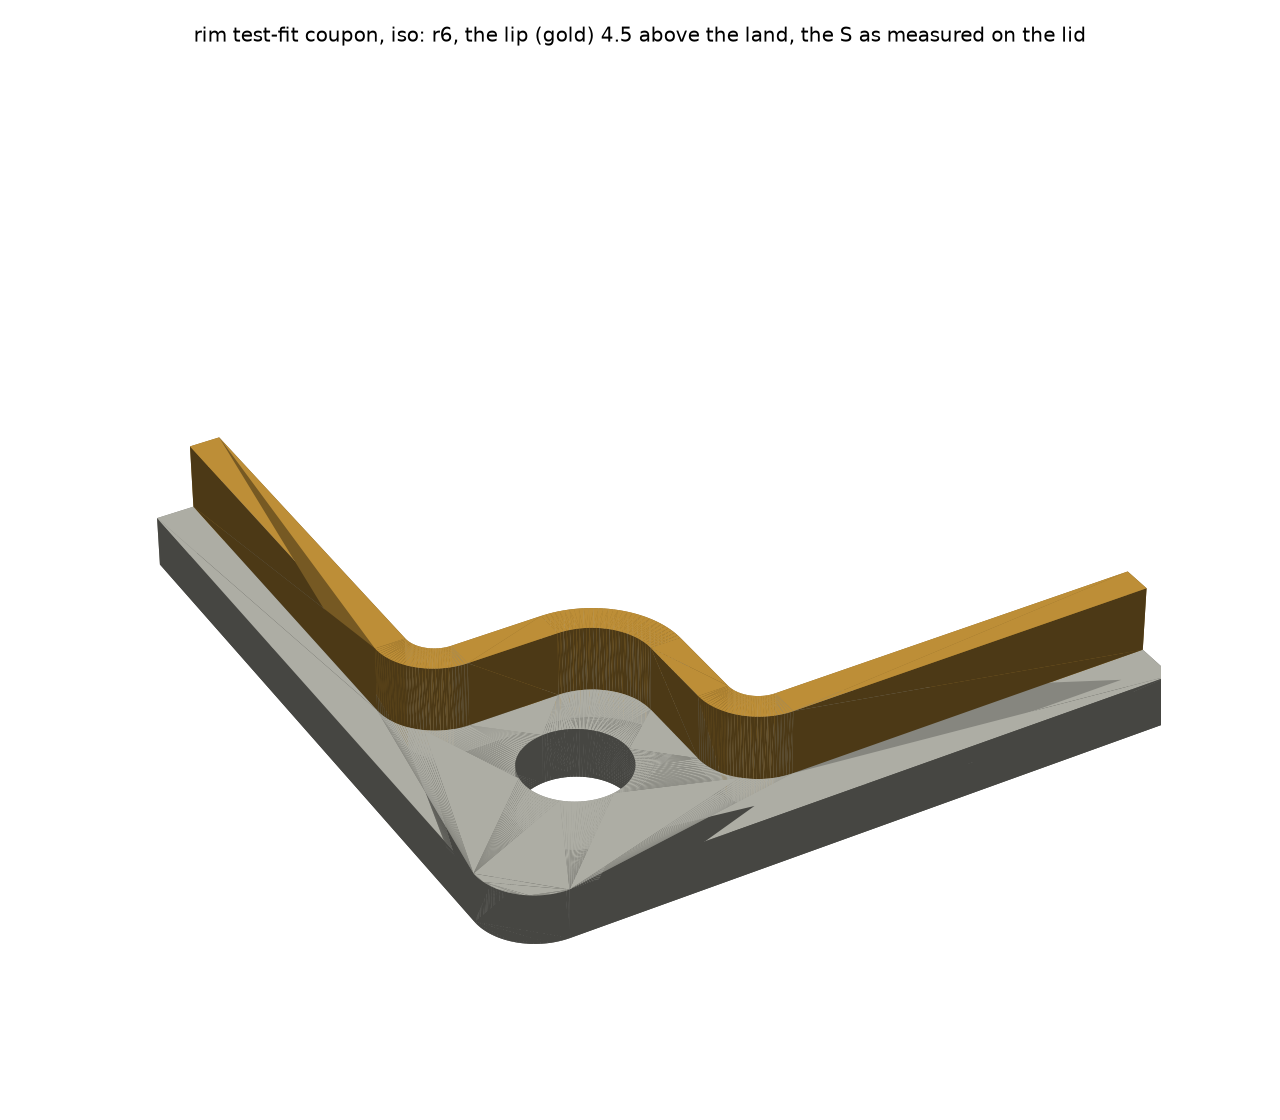 rim test-fit coupon, iso: r6, the lip (gold) 4.5 above the land, the S as measured on the lid